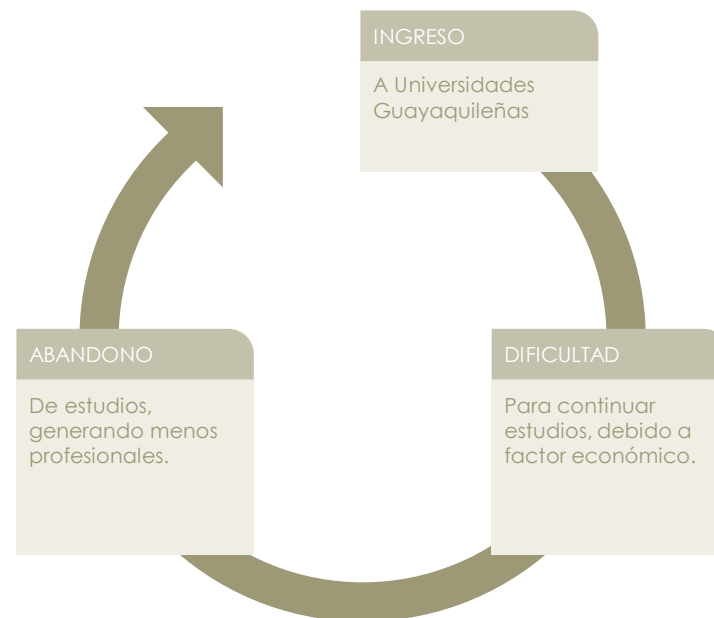 INGRESO
A Universidades
Guayaquileñas
DIFICULTAD
Para continuar
estudios, debido a
factor económico.
ABANDONO
De estudios,
generando menos
profesionales.